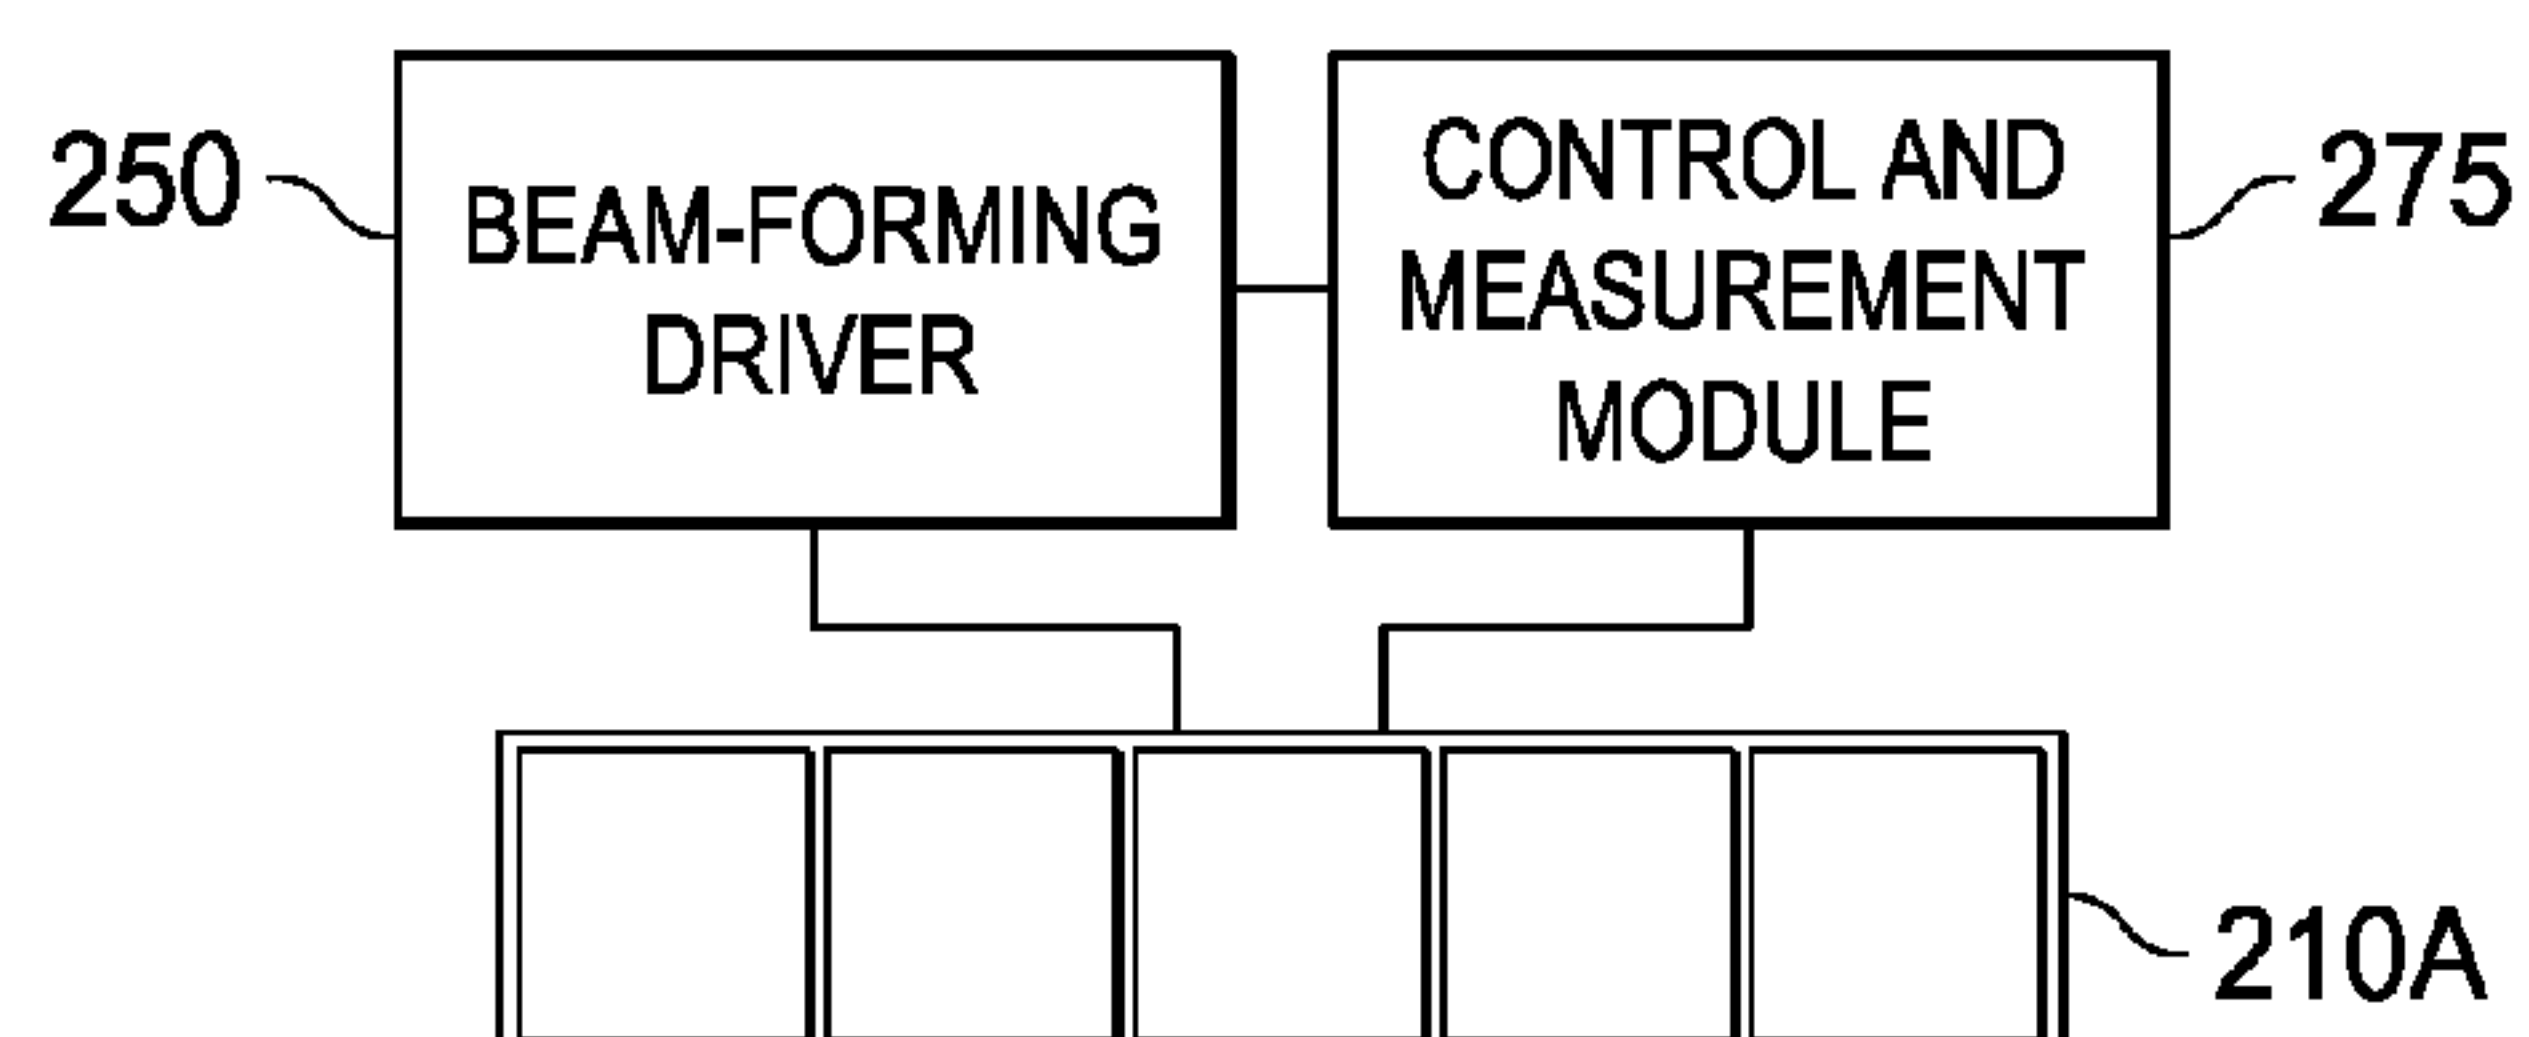 250
BEAM-FORMING
DRIVER
CONTROL AND
MEASUREMENT
MODULE
275
210A